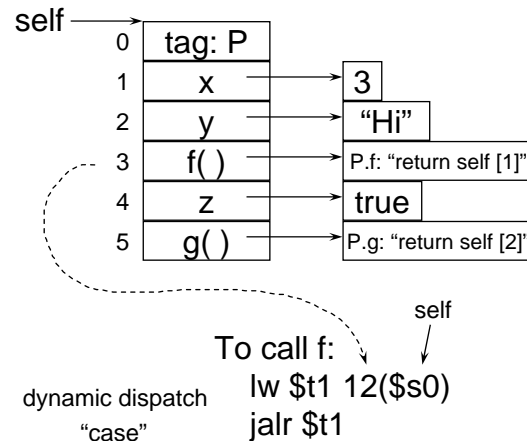 self
0 tag: P
1 x 3
2 y “Hi”
3 f( ) P.f: “return self [1]”
4 z true
5 g( ) P.g: “return self [2]”
self
To call f:
lw $t1 12($s0)
jalr $t1
dynamic dispatch
“case”